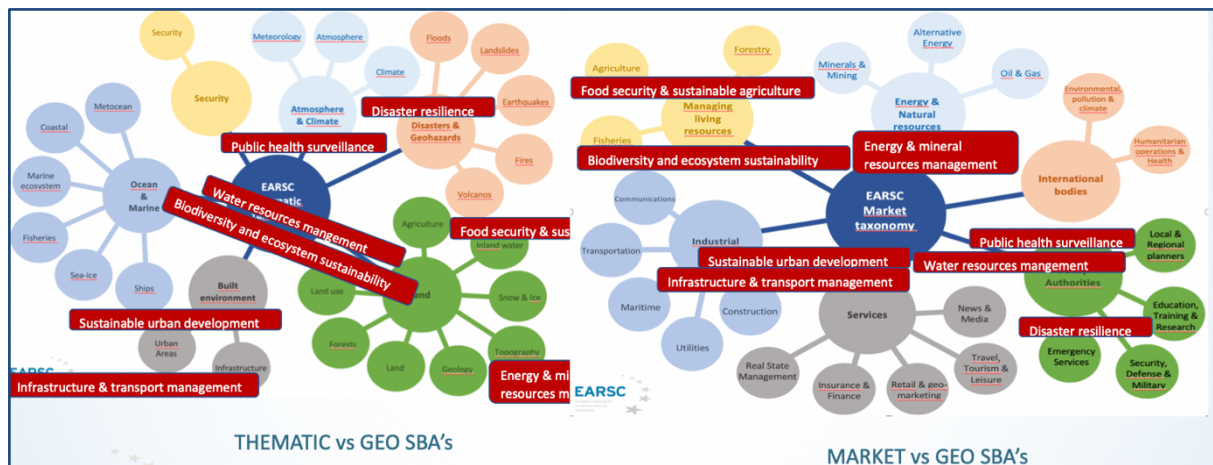 Security
Security
Meteorology
Atmosphere
Climate
Atmosphere
& Climate
Floods
Landslides
Earthquakes
Fires
Volcanos
Disaster resilience
Disasters &
Geohazards
Public health surveillance
Metocean
Coastal
Marine
ecosystem
Fisheries
Sea-ice
Ships
Ocean
&
Marine
EARSC
Water resources mangement
Biodiversity and ecosystem sustainability
Agriculture
Food security & sus
Inland water
Snow & Ice
Topography
Geology
Land
Forests
Land use
Built
environment
Sustainable urban development
Urban
Areas
Infrastructure
Infrastructure & transport management
Energy & mi
resources m
EARSC
THEMATIC vs GEO SBA's
Agriculture
Forestry
Food security & sustainable agriculture
Managing
living
resources
Fisheries
Biodiversity and ecosystem sustainability
Minerals &
Mining
Alternative
Energy
Oil & Gas
Energy &
Natural
resources
Energy & mineral
resources management
Environmental,
pollution &
climate
Humanitarian
operations &
Health
International
bodies
EARSC
Market
taxonomy
Communications
Transportation
Maritime
Utilities
Construction
Industrial
Sustainable urban development
Infrastructure & transport management
Public health surveillance
Water resources mangement
Local &
Regional
planners
Authorities
Education,
Training &
Research
Disaster resilience
Emergency
Services
Security,
Defense &
Military
Services
News &
Media
Travel,
Tourism &
Leisure
Retail & geo-
marketing
Insurance &
Finance
Real State
Management
EARSC
MARKET vs GEO SBA's